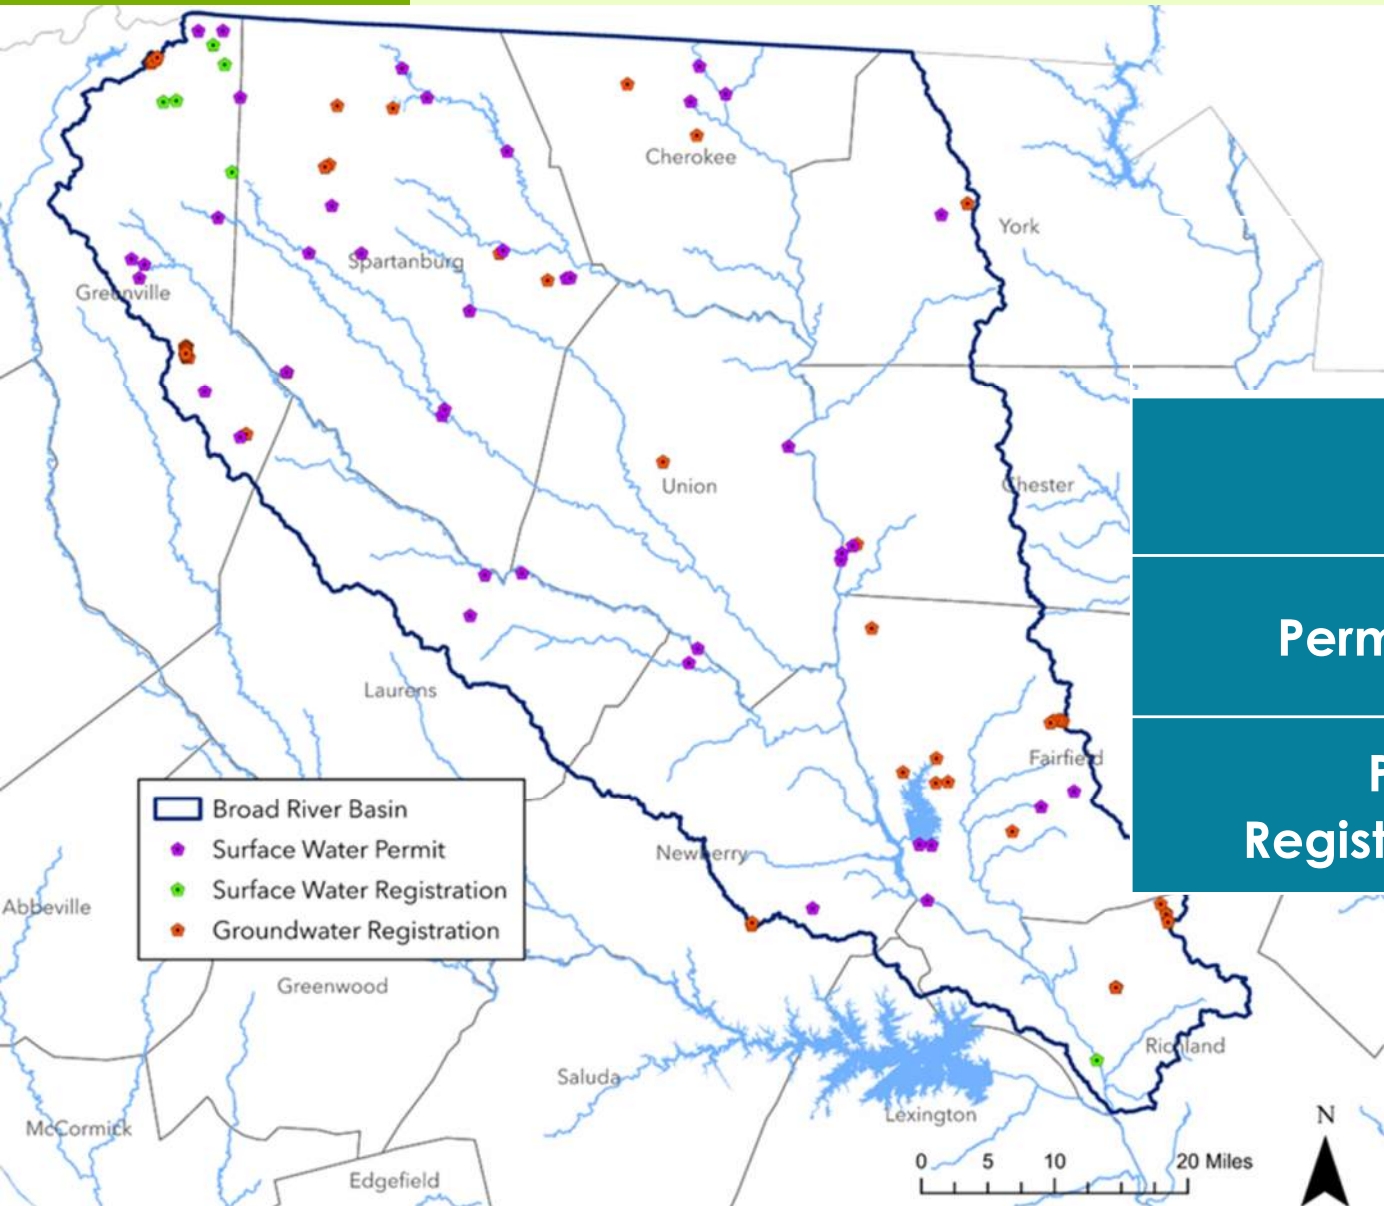 Cherokee
York
Spartanburg
Greenville
Union
Chester
Perm
Laurens
Fairfield
F
Regist
Broad River Basin
Surface Water Permit
Surface Water Registration
Groundwater Registration
Newberry
Abbeville
Greenwood
Richland
Saluda
Lexington
McCormick
N
0 5 10 20 Miles
Edgefield